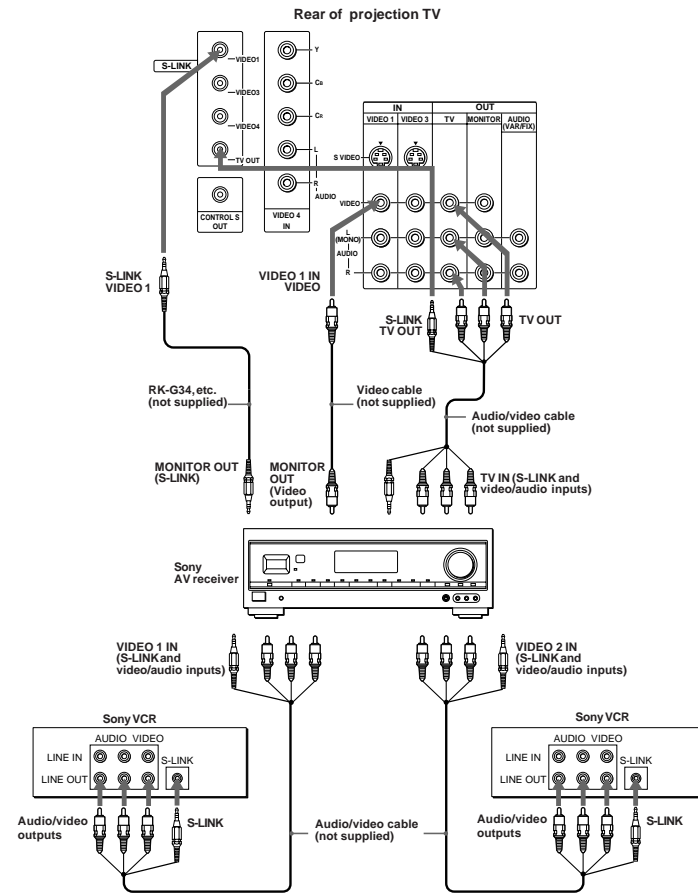 Rear of projection TV
S-LINK
VIDEO1
VIDEO3
VIDEO4
TV OUT
CONTROL S
OUT
Y
CB
CR
L
R
AUDIO
VIDEO 4
IN
IN
OUT
VIDEO 1
VIDEO 3
TV
MONITOR
AUDIO
(VAR/FIX)
S VIDEO
VIDEO
L
(MONO)
AUDIO
R
S-LINK
VIDEO 1
VIDEO 1 IN
VIDEO
S-LINK
TV OUT
TV OUT
RK-G34, etc.
(not supplied)
Video cable
(not supplied)
Audio/video cable
(not supplied)
MONITOR OUT
(S-LINK)
MONITOR
OUT
(Video
output)
TV IN (S-LINK and
video/audio inputs)
Sony
AV receiver
VIDEO 1 IN
(S-LINK and
video/audio inputs)
VIDEO 2 IN
(S-LINK and
video/audio inputs)
Sony VCR
AUDIO VIDEO
LINE IN
S-LINK
LINE OUT
Audio/video
outputs
S-LINK
Audio/video cable
(not supplied)
Sony VCR
AUDIO VIDEO
LINE IN
S-LINK
LINE OUT
Audio/video
outputs
S-LINK